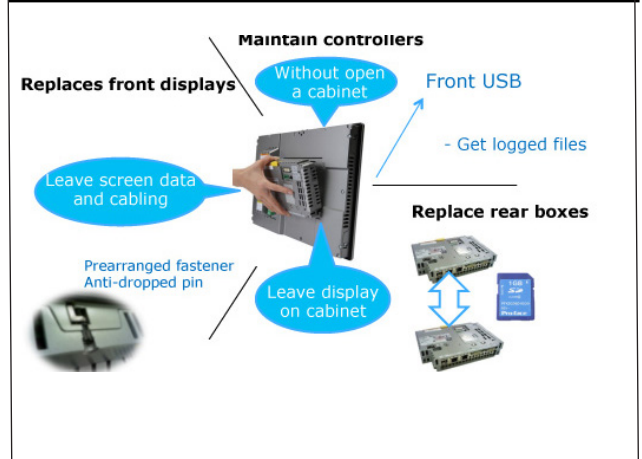 Maintain controllers
Without open
a cabinet
Replaces front displays
Front USB
- Get logged files
Leave screen data
and cabling
Replace rear boxes
Prearranged fastener
Anti-dropped pin
Leave display
on cabinet
1GB